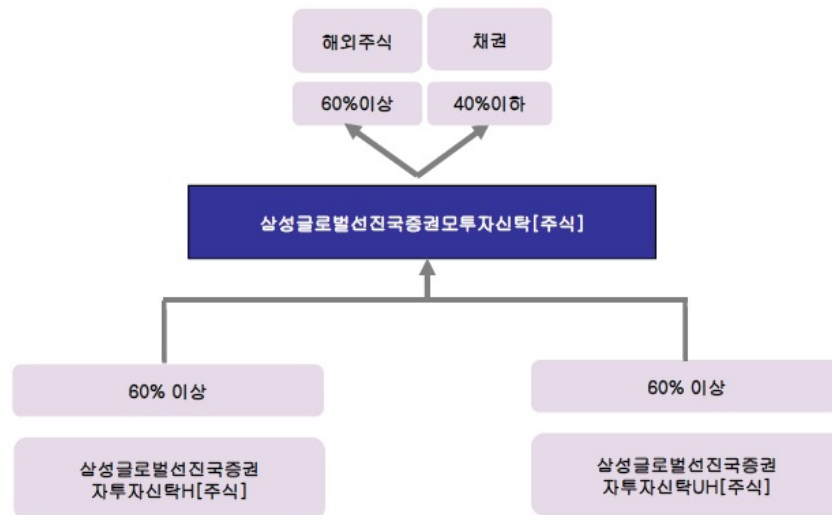 해외주식
채권
60%이상
40%이하
삼성글로벌선진국증권모투자신탁[주식]
60% 이상
60% 이상
삼성글로벌선진국증권
자투자신탁H[주식]
삼성글로벌선진국증권
자투자신탁UH[주식]